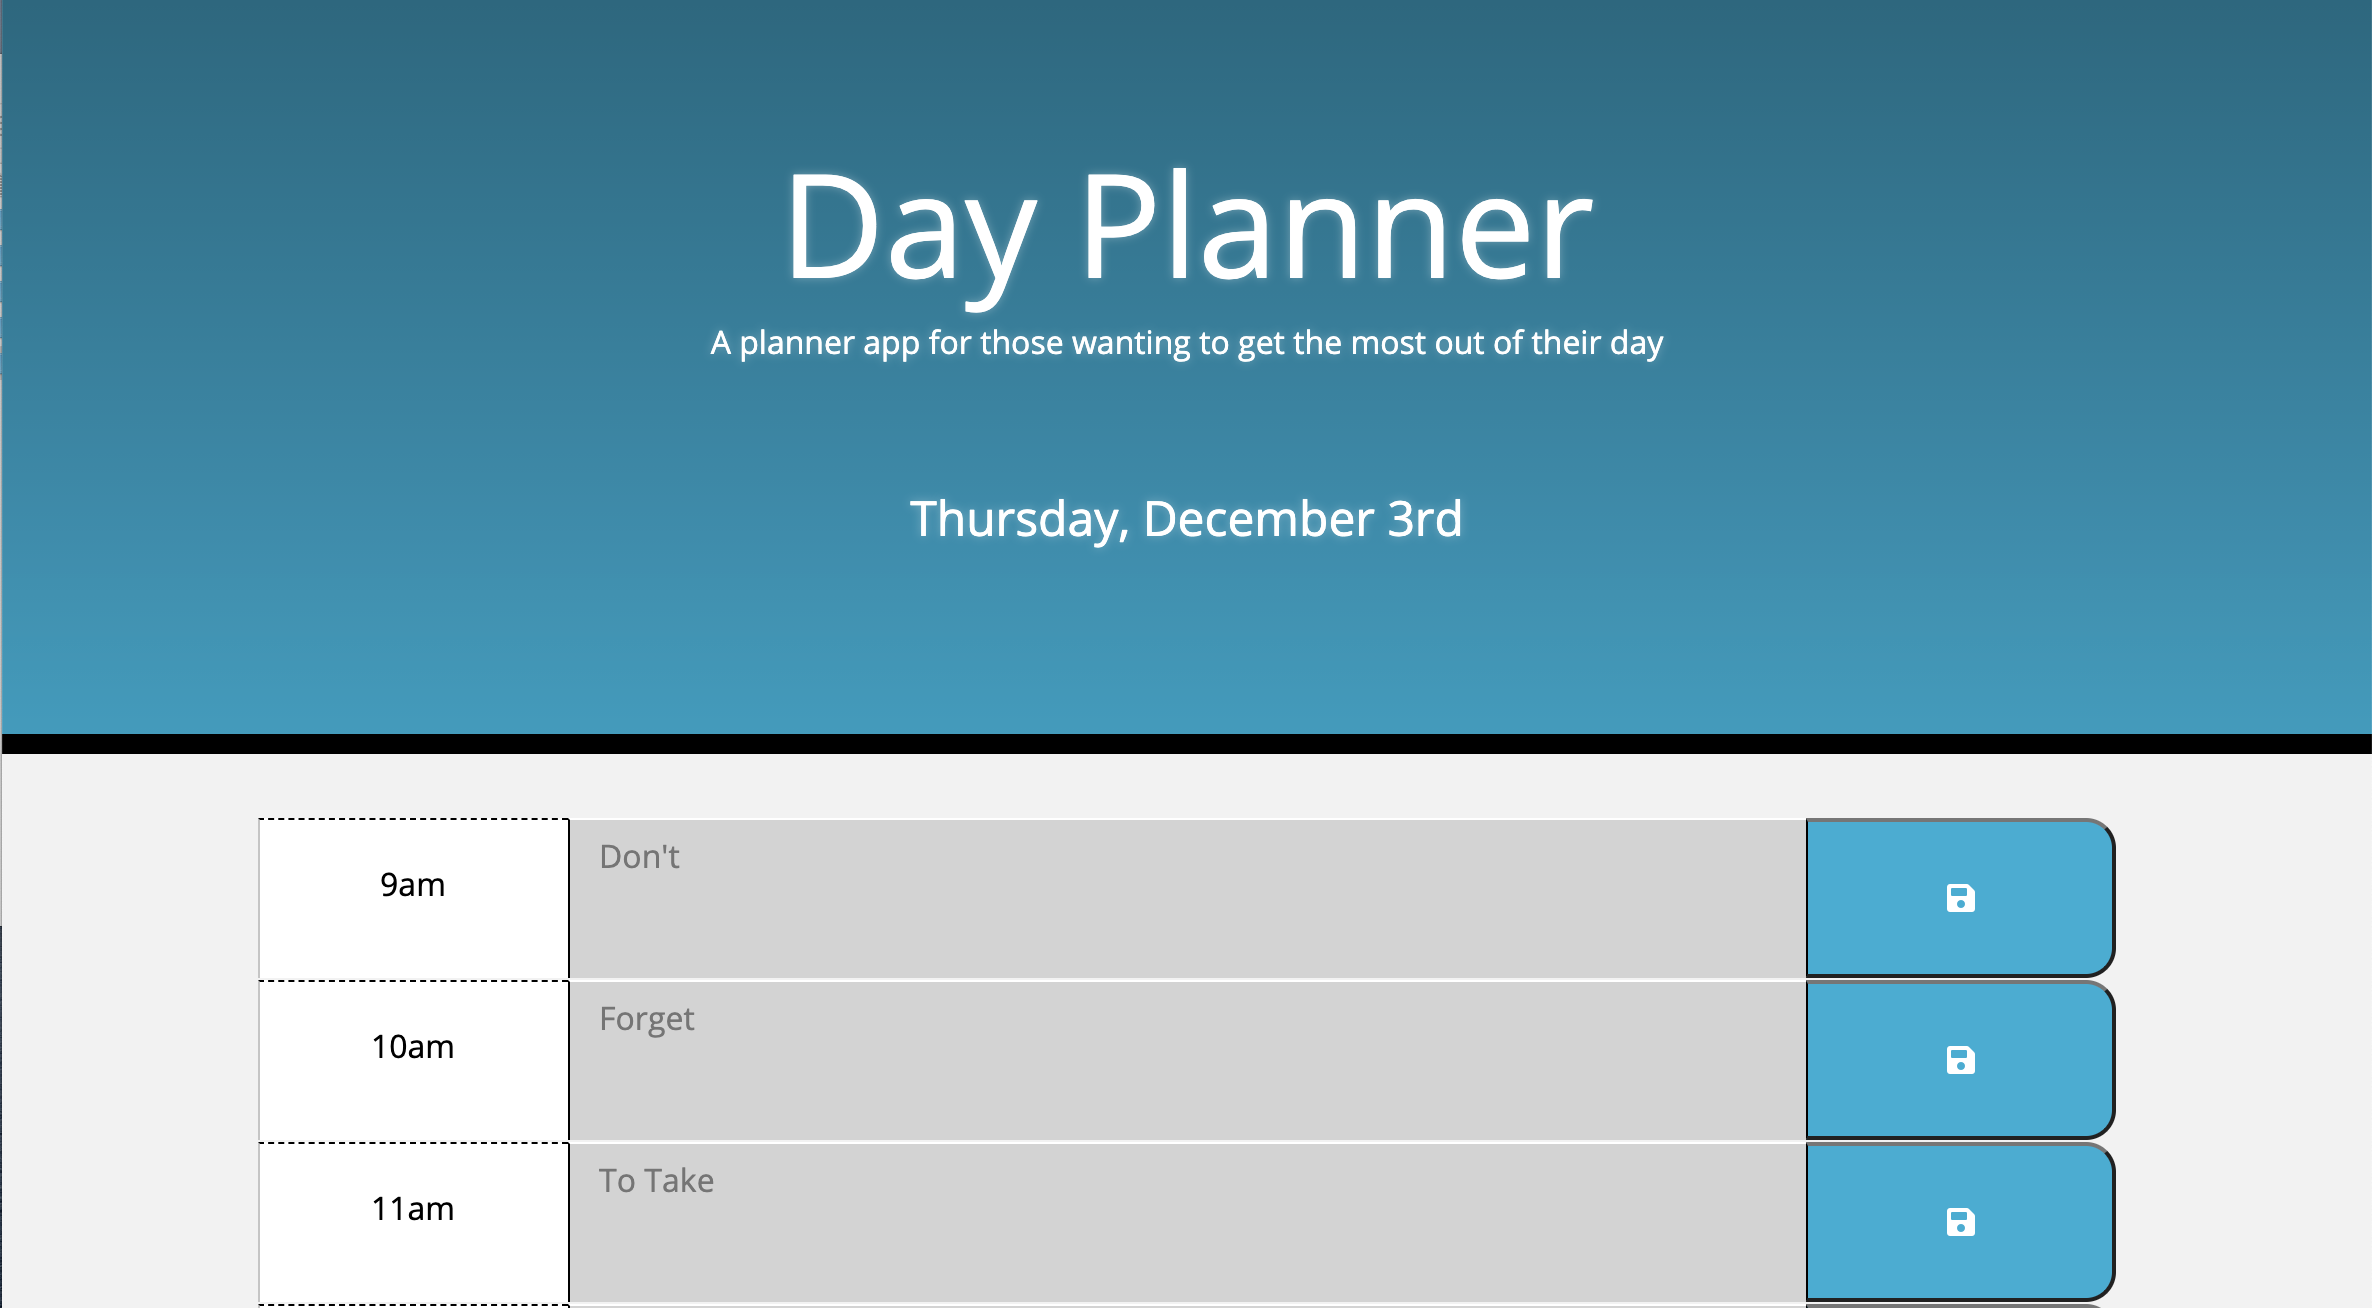 Day Planner
A planner app for those wanting to get the most out of their day
Thursday, December 3rd
9am
Don't
10am
Forget
11am
To Take